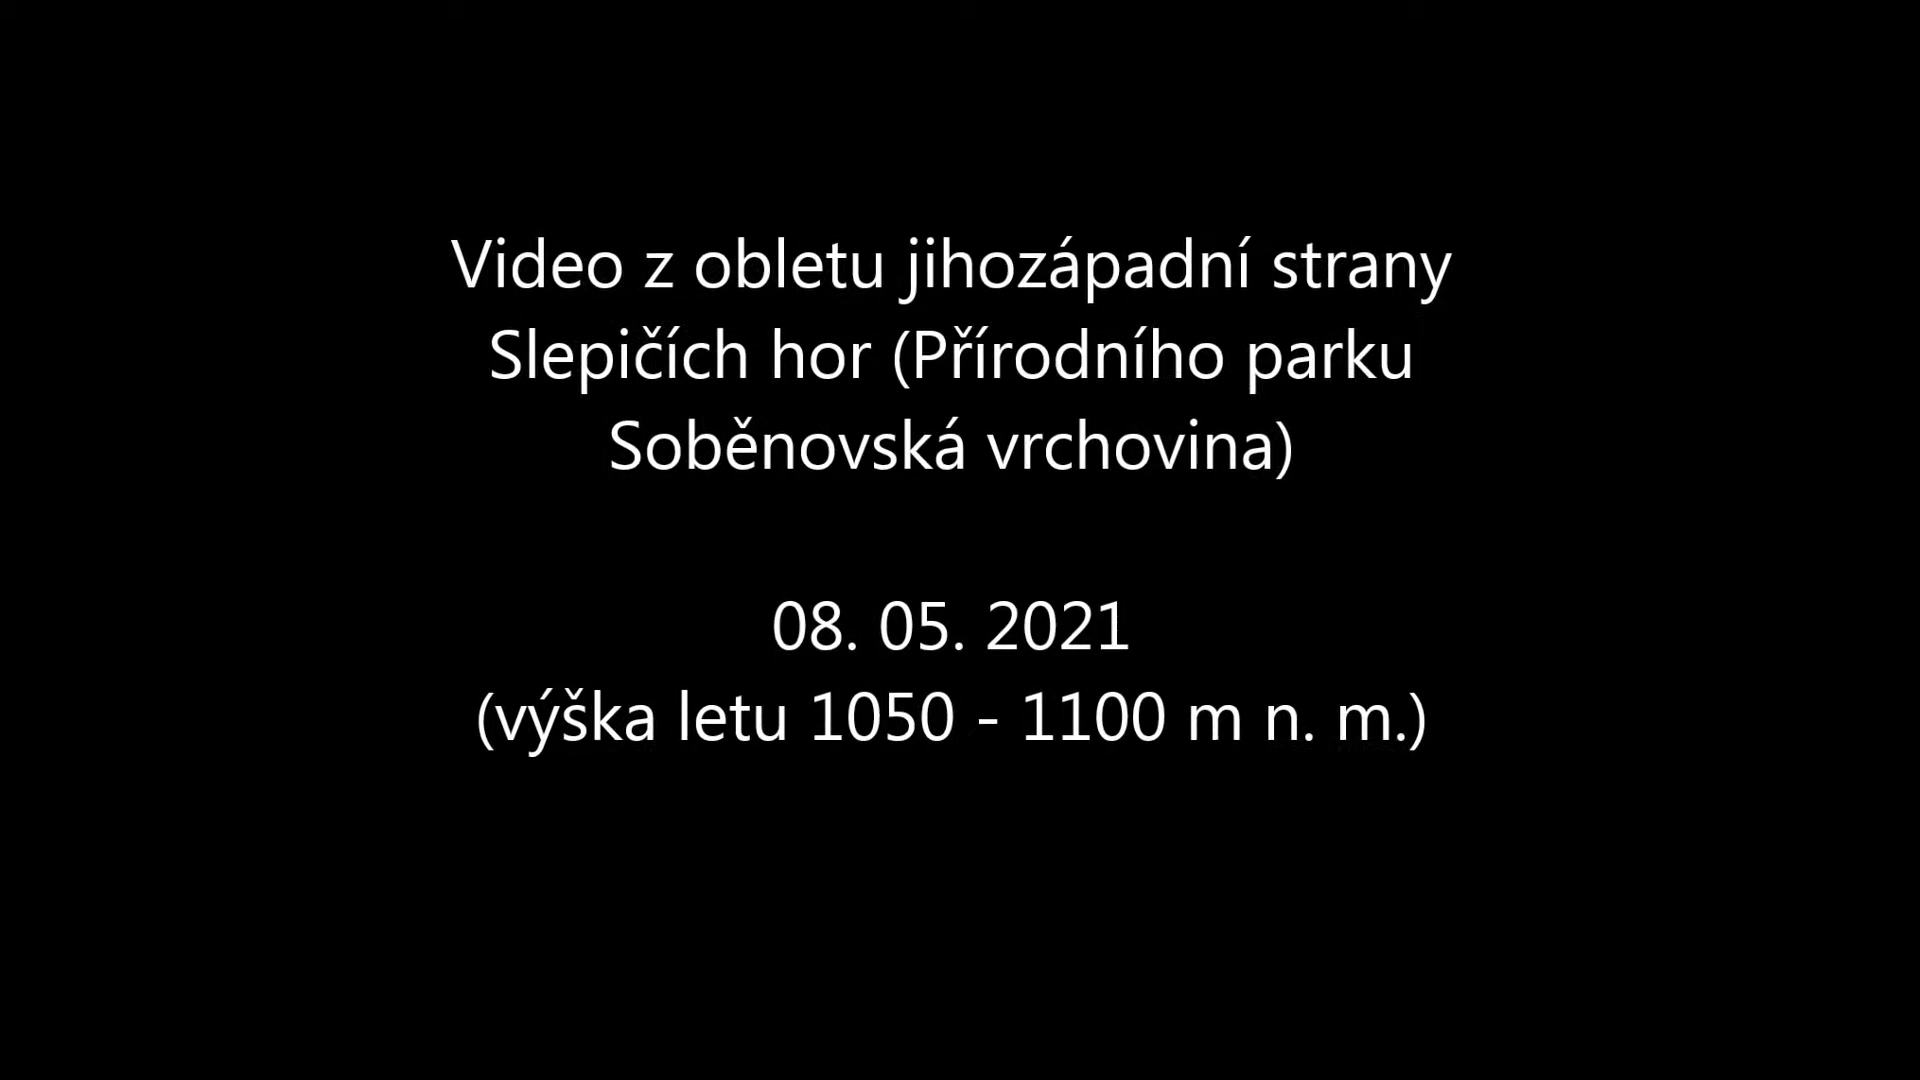 Video z obletu jihozápadní strany
Slepičích hor (Přírodního parku
Soběnovská vrchovina)
08. 05. 2021
(výška letu 1050 - 1100 m n. m.)